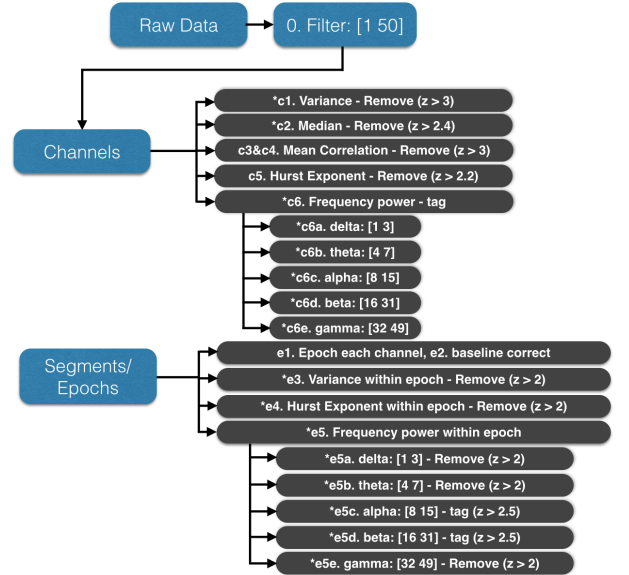 Raw Data
0. Filter: [1 50]
Channels
*c1. Variance - Remove (z > 3)
*c2. Median - Remove (z > 2.4)
c3&c4. Mean Correlation - Remove (z > 3)
c5. Hurst Exponent - Remove (z > 2.2)
*c6. Frequency power - tag
*c6a. delta: [1 3]
*c6b. theta: [4 7]
*c6c. alpha: [8 15]
*c6d. beta: [16 31]
*c6e. gamma: [32 49]
Segments/
Epochs
e1. Epoch each channel, e2. baseline correct
*e3. Variance within epoch - Remove (z > 2)
*e4. Hurst Exponent within epoch - Remove (z > 2)
*e5. Frequency power within epoch
*e5a. delta: [1 3] - Remove (z > 2)
*e5b. theta: [4 7] - Remove (z > 2)
*e5c. alpha: [8 15] - tag (z > 2.5)
*e5d. beta: [16 31] - tag (z > 2.5)
*e5e. gamma: [32 49] - Remove (z > 2)